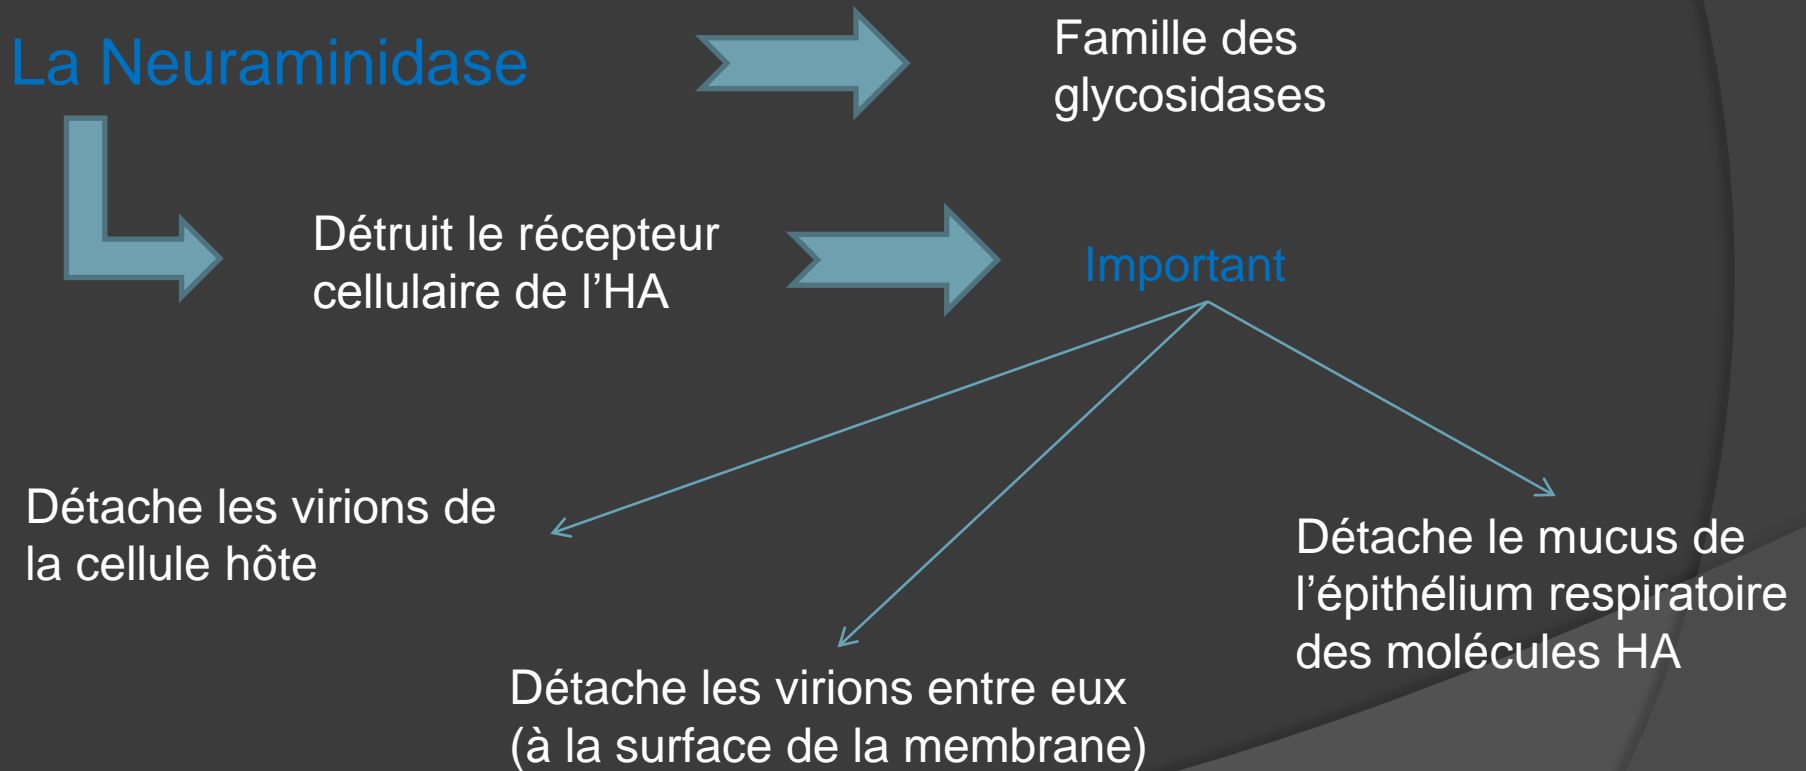 La Neuraminidase
Famille des
glycosidases
Détruit le récepteur
cellulaire de l’HA
Important
Détache les virions de
la cellule hôte
Détache les virions entre eux
(à la surface de la membrane)
Détache le mucus de
l’épithélium respiratoire
des molécules HA